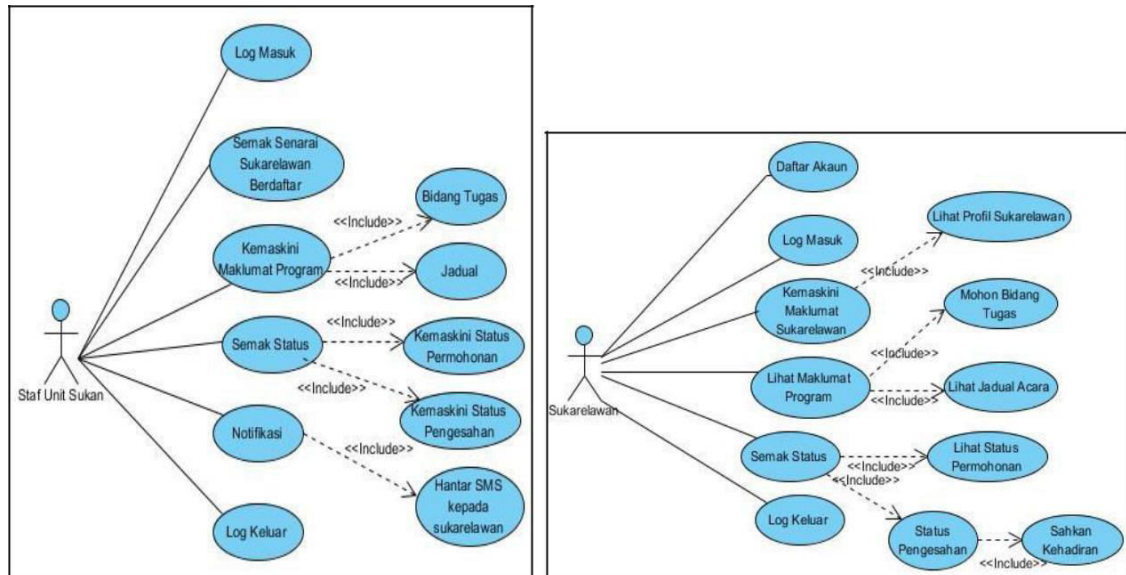 Log Masuk
Semak Senarai
Sukarelawan
Berdaftar
Bidang Tugas
<<Include>>
Kemaskini
Maklumat Program
Jadual
<<Include>>
Semak Status
<<Include>>
Kemaskini Status
Permohonan
<<Include>>
Staf Unit Sukan
Kemaskini Status
Pengesahan
Notifikasi
<<Include>>
Hantar SMS
kepada
sukarelawan
Log Keluar
Daftar Akaun
Lihat Profil Sukarelawan
Log Masuk
<<Include>>
Kemaskini
Maklumat
Sukarelawan
Mohon Bidang
Tugas
<<Include>>
Lihat Maklumat
Program
Lihat Jadual Acara
<<Include>>
Sukarelawan
Semak Status
Lihat Status
Permohonan
<<Include>>
<<Include>>
Log Keluar
Status
Pengesahan
Sahkan
Kehadiran
<<Include>>